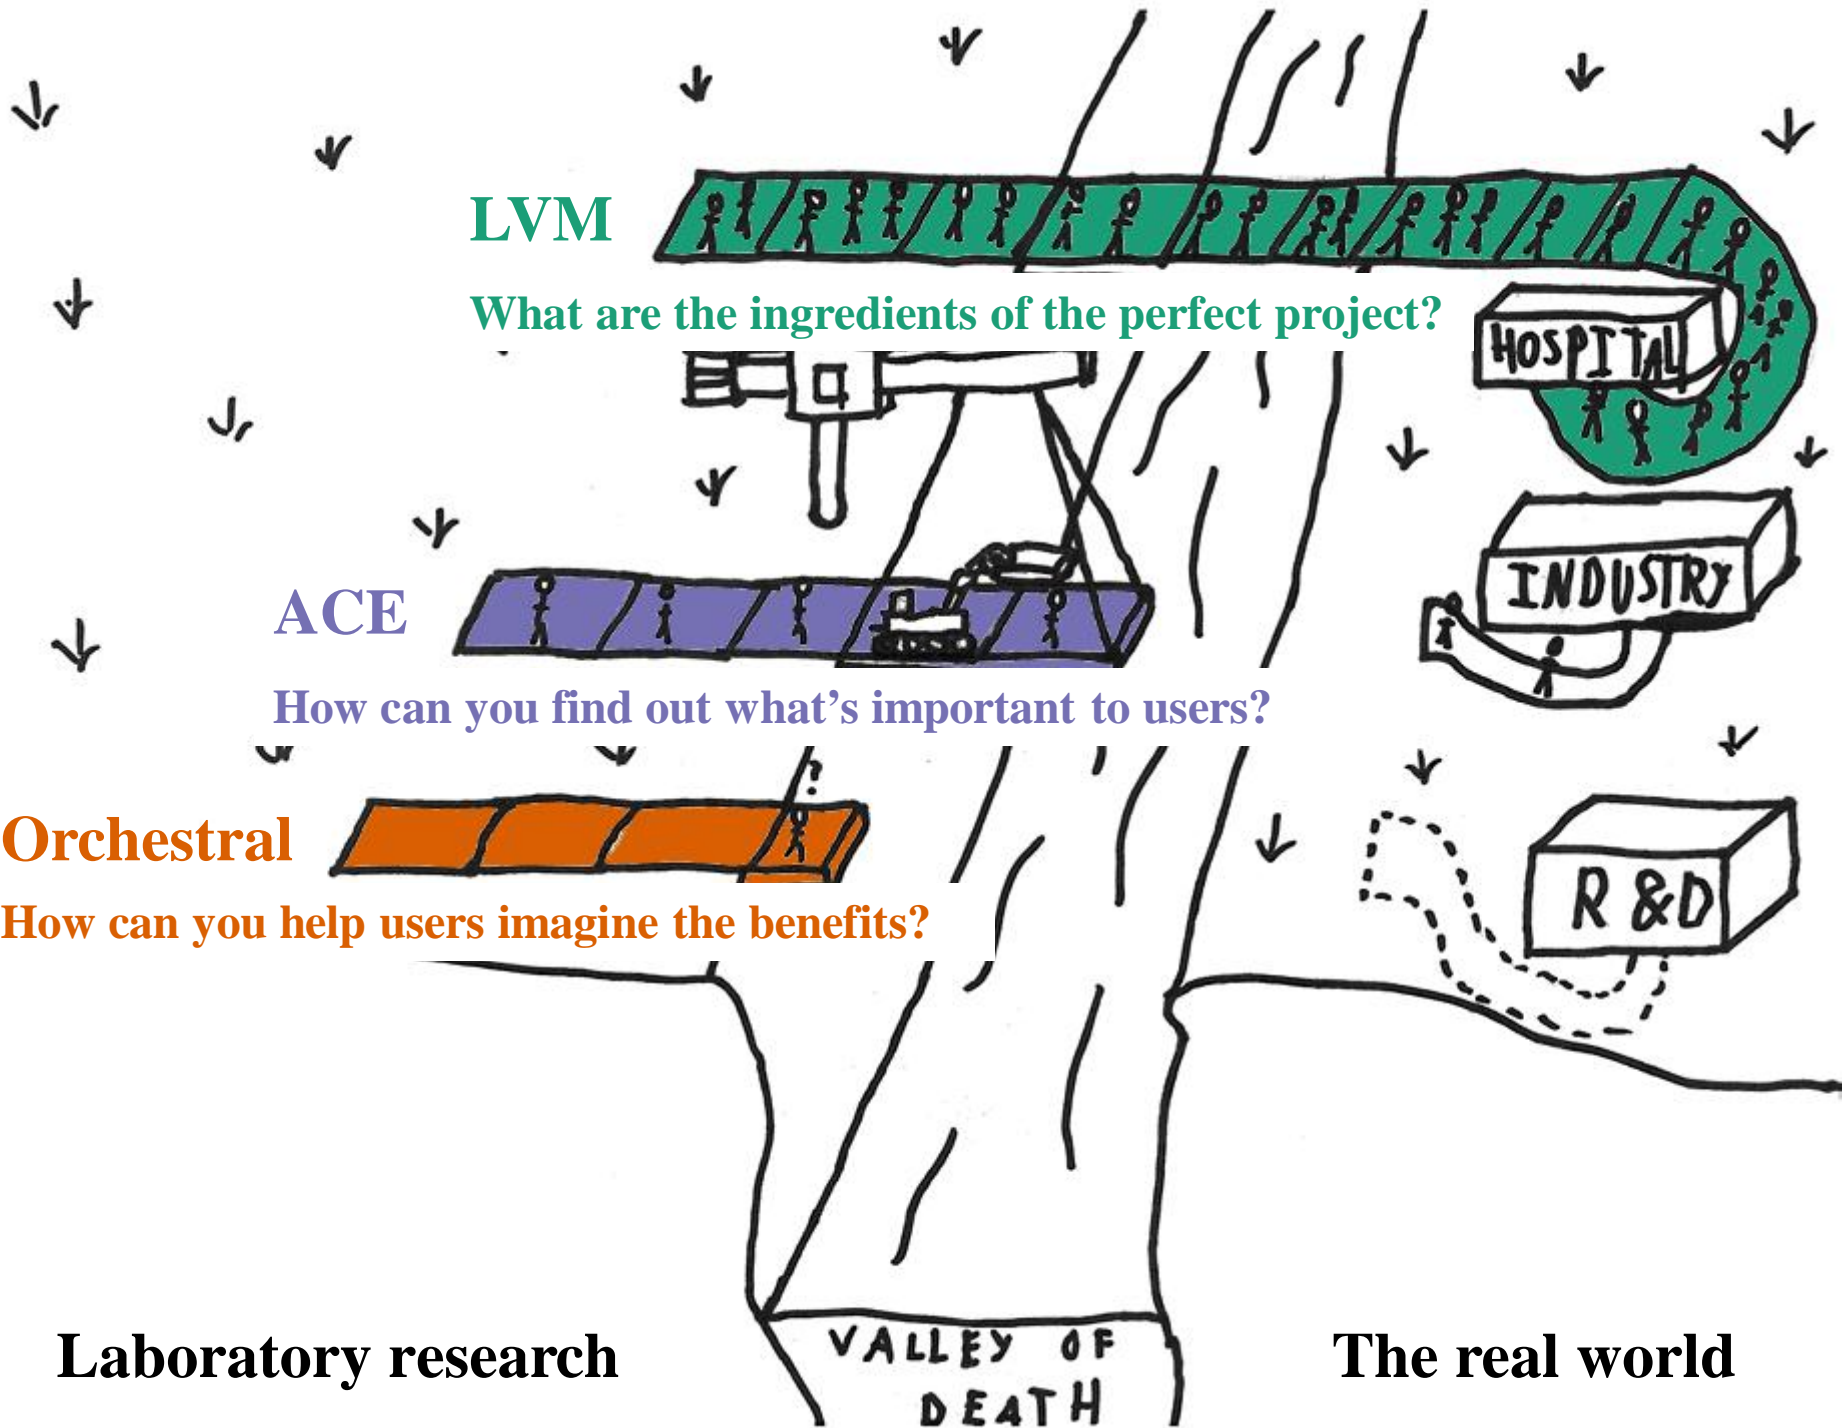 LVM
What are the ingredients of the perfect project?
HOSPITAL
INDUSTRY
ACE
How can you find out what’s important to users?
?
Orchestral
R &D
How can you help users imagine the benefits?
Laboratory research
VALLEY OF
DEATH
The real world